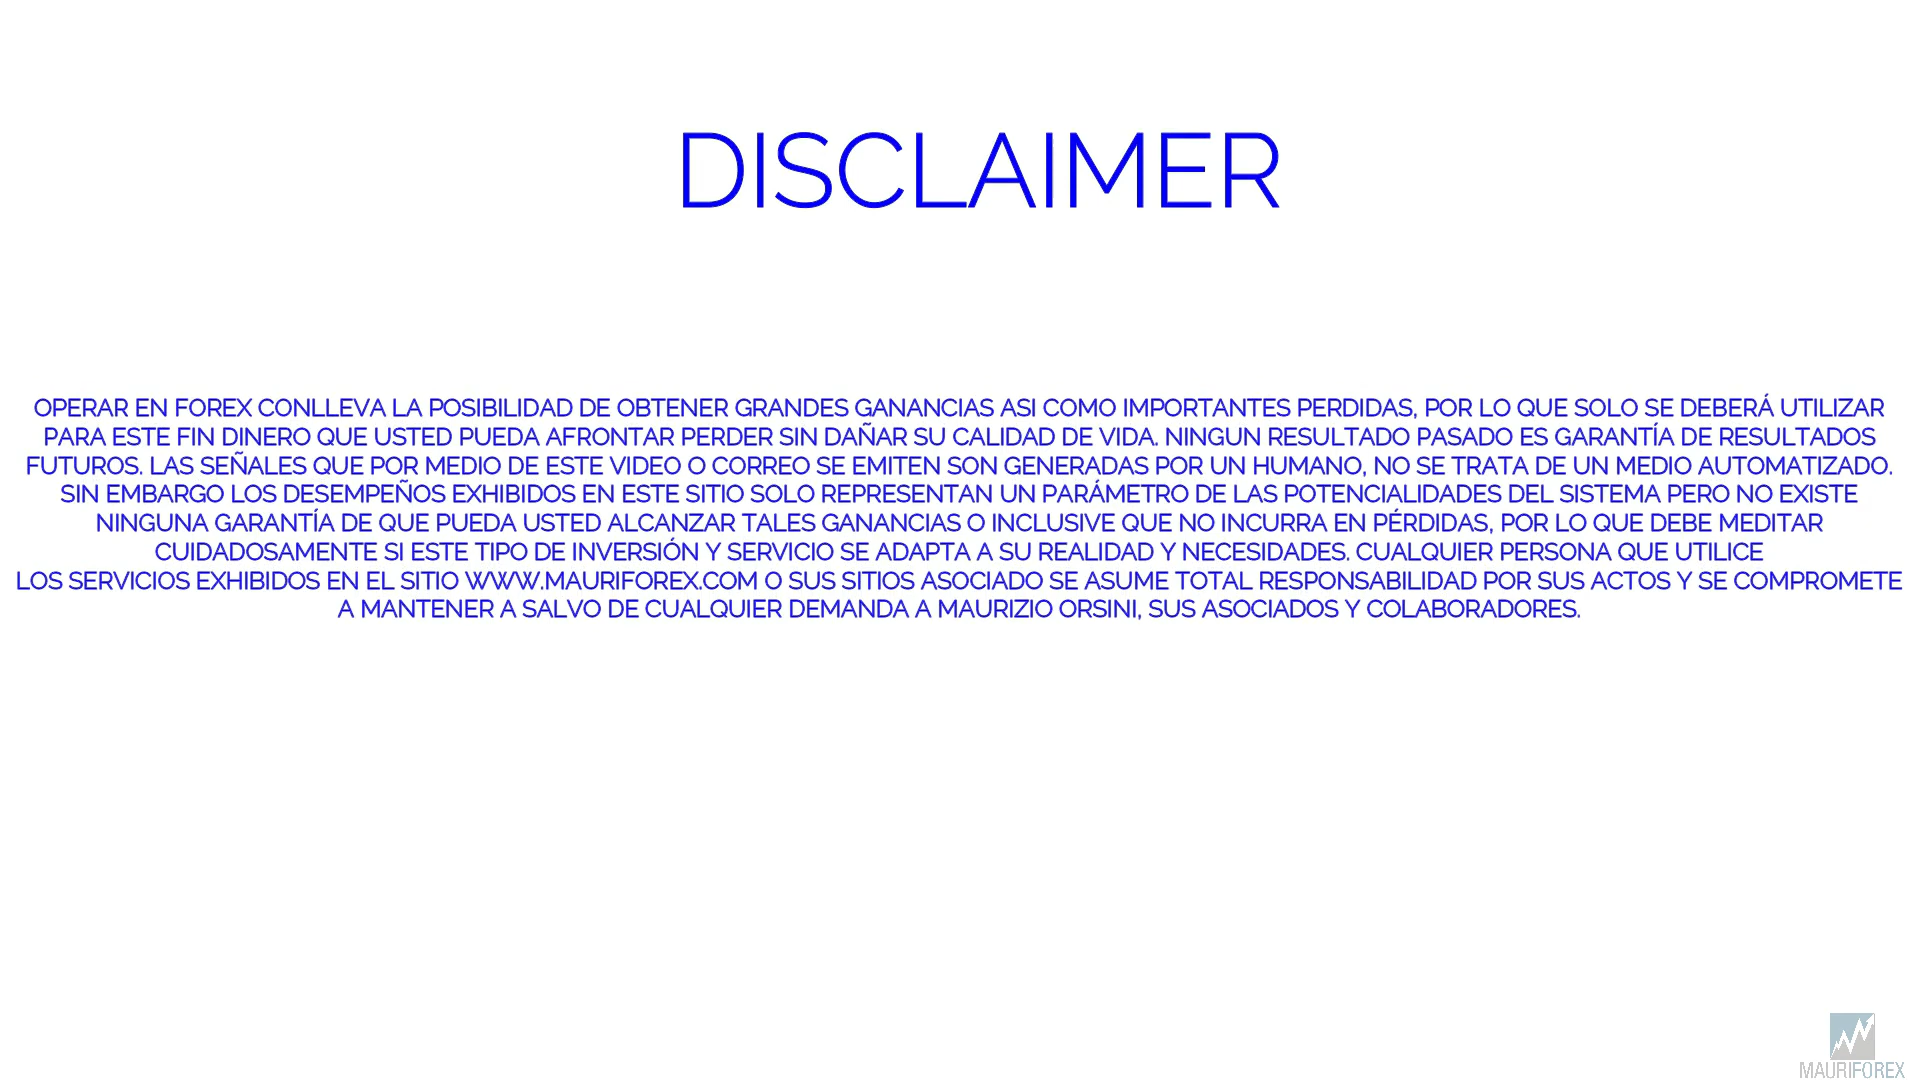 DISCLAIMER
OPERAR EN FOREX CONLLEVA LA POSIBILIDAD DE OBTENER GRANDES GANANCIAS ASI COMO IMPORTANTES PERDIDAS, POR LO QUE SOLO SE DEBERÁ UTILIZAR
PARA ESTE FIN DINERO QUE USTED PUEDA AFRONTAR PERDER SIN DAÑAR SU CALIDAD DE VIDA. NINGUN RESULTADO PASADO ES GARANTÍA DE RESULTADOS
FUTUROS. LAS SEÑALES QUE POR MEDIO DE ESTE VIDEO O CORREO SE EMITEN SON GENERADAS POR UN HUMANO, NO SE TRATA DE UN MEDIO AUTOMATIZADO.
SIN EMBARGO LOS DESEMPEÑOS EXHIBIDOS EN ESTE SITIO SOLO REPRESENTAN UN PARÁMETRO DE LAS POTENCIALIDADES DEL SISTEMA PERO NO EXISTE
NINGUNA GARANTÍA DE QUE PUEDA USTED ALCANZAR TALES GANANCIAS O INCLUSIVE QUE NO INCURRA EN PÉRDIDAS, POR LO QUE DEBE MEDITAR
CUIDADOSAMENTE SI ESTE TIPO DE INVERSIÓN Y SERVICIO SE ADAPTA A SU REALIDAD Y NECESIDADES. CUALQUIER PERSONA QUE UTILICE
LOS SERVICIOS EXHIBIDOS EN EL SITIO WWW.MAURIFOREX.COM O SUS SITIOS ASOCIADO SE ASUME TOTAL RESPONSABILIDAD POR SUS ACTOS Y SE COMPROMETE
A MANTENER A SALVO DE CUALQUIER DEMANDA A MAURIZIO ORSINI, SUS ASOCIADOS Y COLABORADORES.
MAURIFOREX